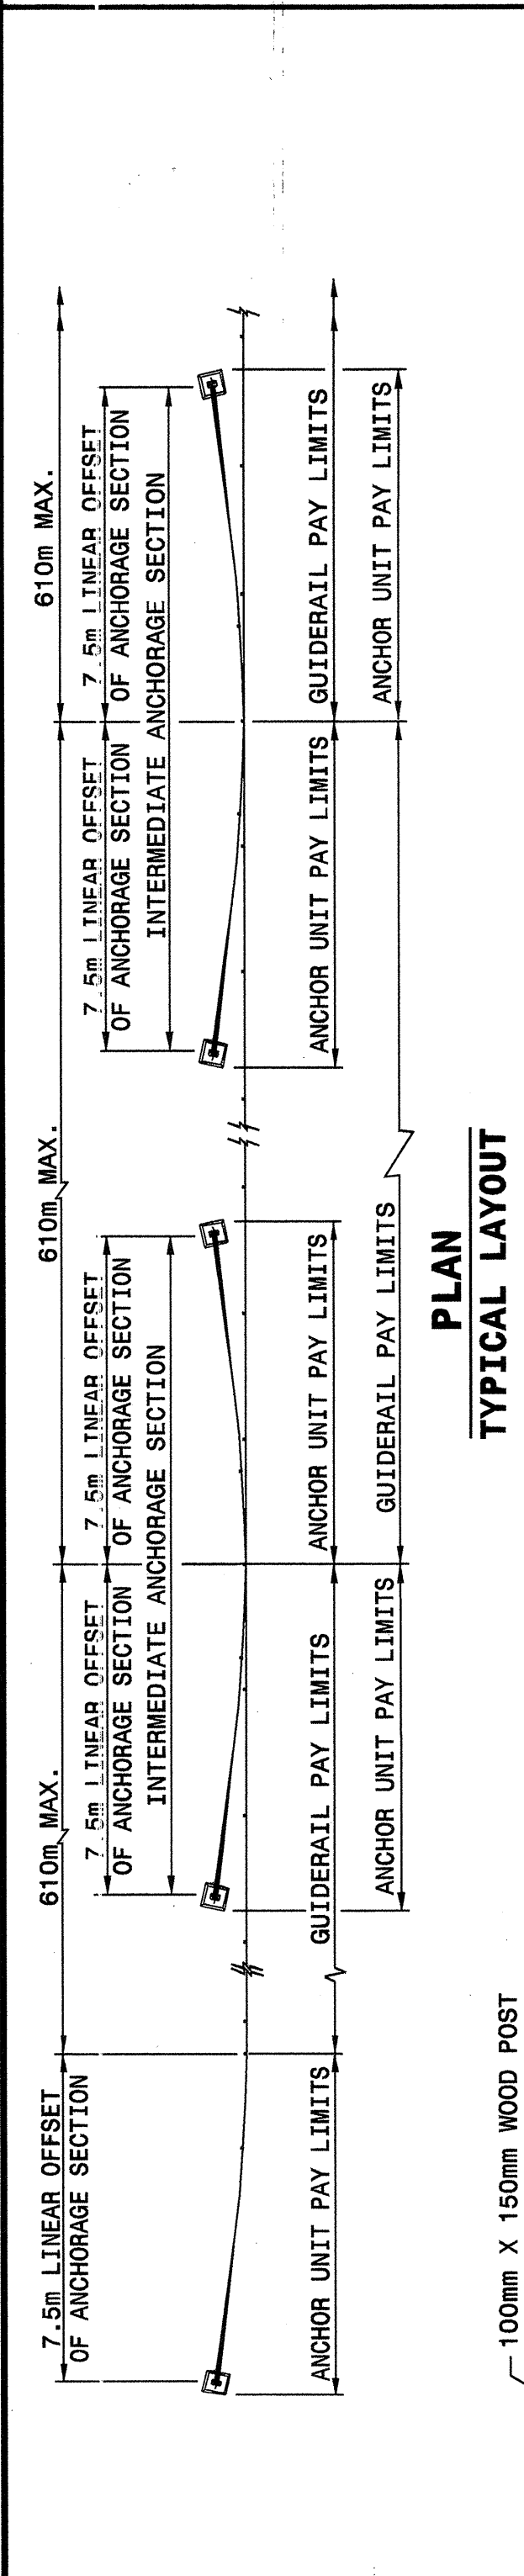 7.5m LINEAR OFFSET
OF ANCHORAGE SECTION
610m MAX.
7.5m LINEAR OFFSET
OF ANCHORAGE SECTION
7.5m LINEAR OFFSET
OF ANCHORAGE SECTION
INTERMEDIATE ANCHORAGE SECTION
610m MAX.
7.5m LINEAR OFFSET
OF ANCHORAGE SECTION
7.5m LINEAR OFFSET
OF ANCHORAGE SECTION
INTERMEDIATE ANCHORAGE SECTION
610m MAX.
ANCHOR UNIT PAY LIMITS
GUIDERAIL PAY LIMITS
ANCHOR UNIT PAY LIMITS
ANCHOR UNIT PAY LIMITS
GUIDERAIL PAY LIMITS
ANCHOR UNIT PAY LIMITS
GUIDERAIL PAY LIMITS
ANCHOR UNIT PAY LIMITS
PLAN
TYPICAL LAYOUT
100mm X 150mm WOOD POST